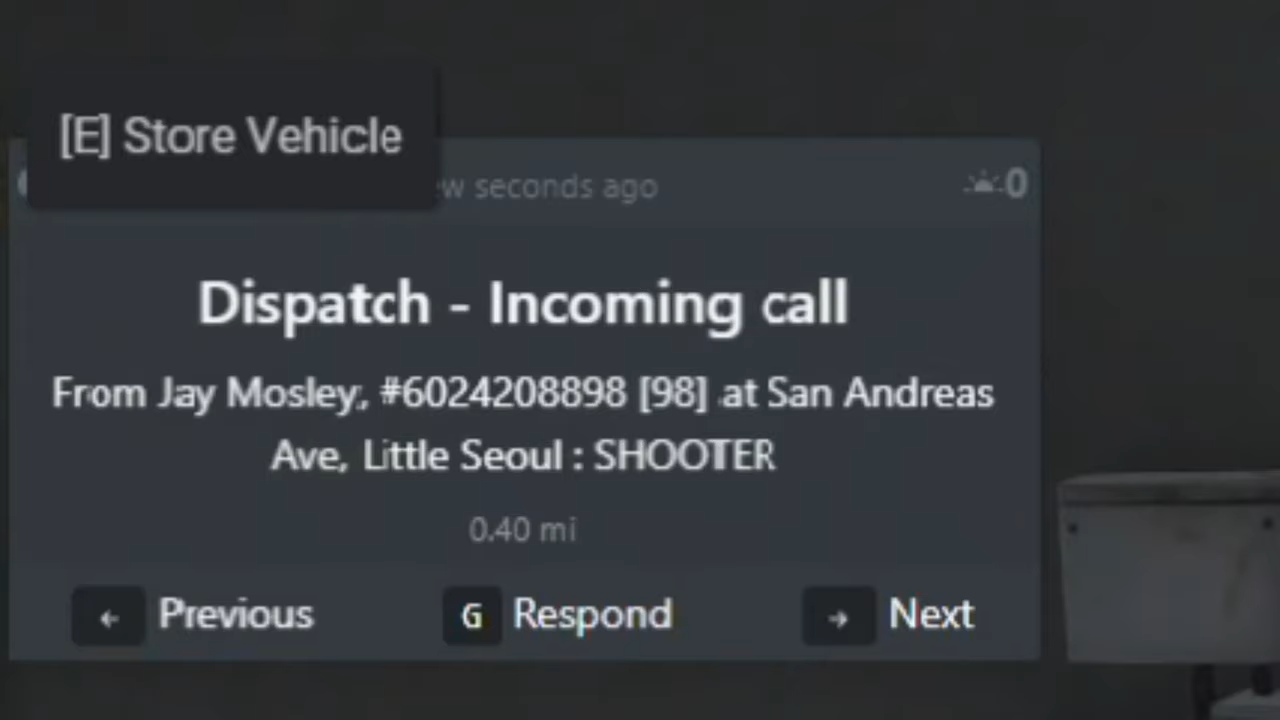 [E] Store Vehicle
seconds ago
0
Dispatch - Incoming call
From Jay Mosley, #6024208898 [98] at San Andreas
Ave, Little Seoul : SHOOTER
0.40 mi
← Previous G Respond → Next